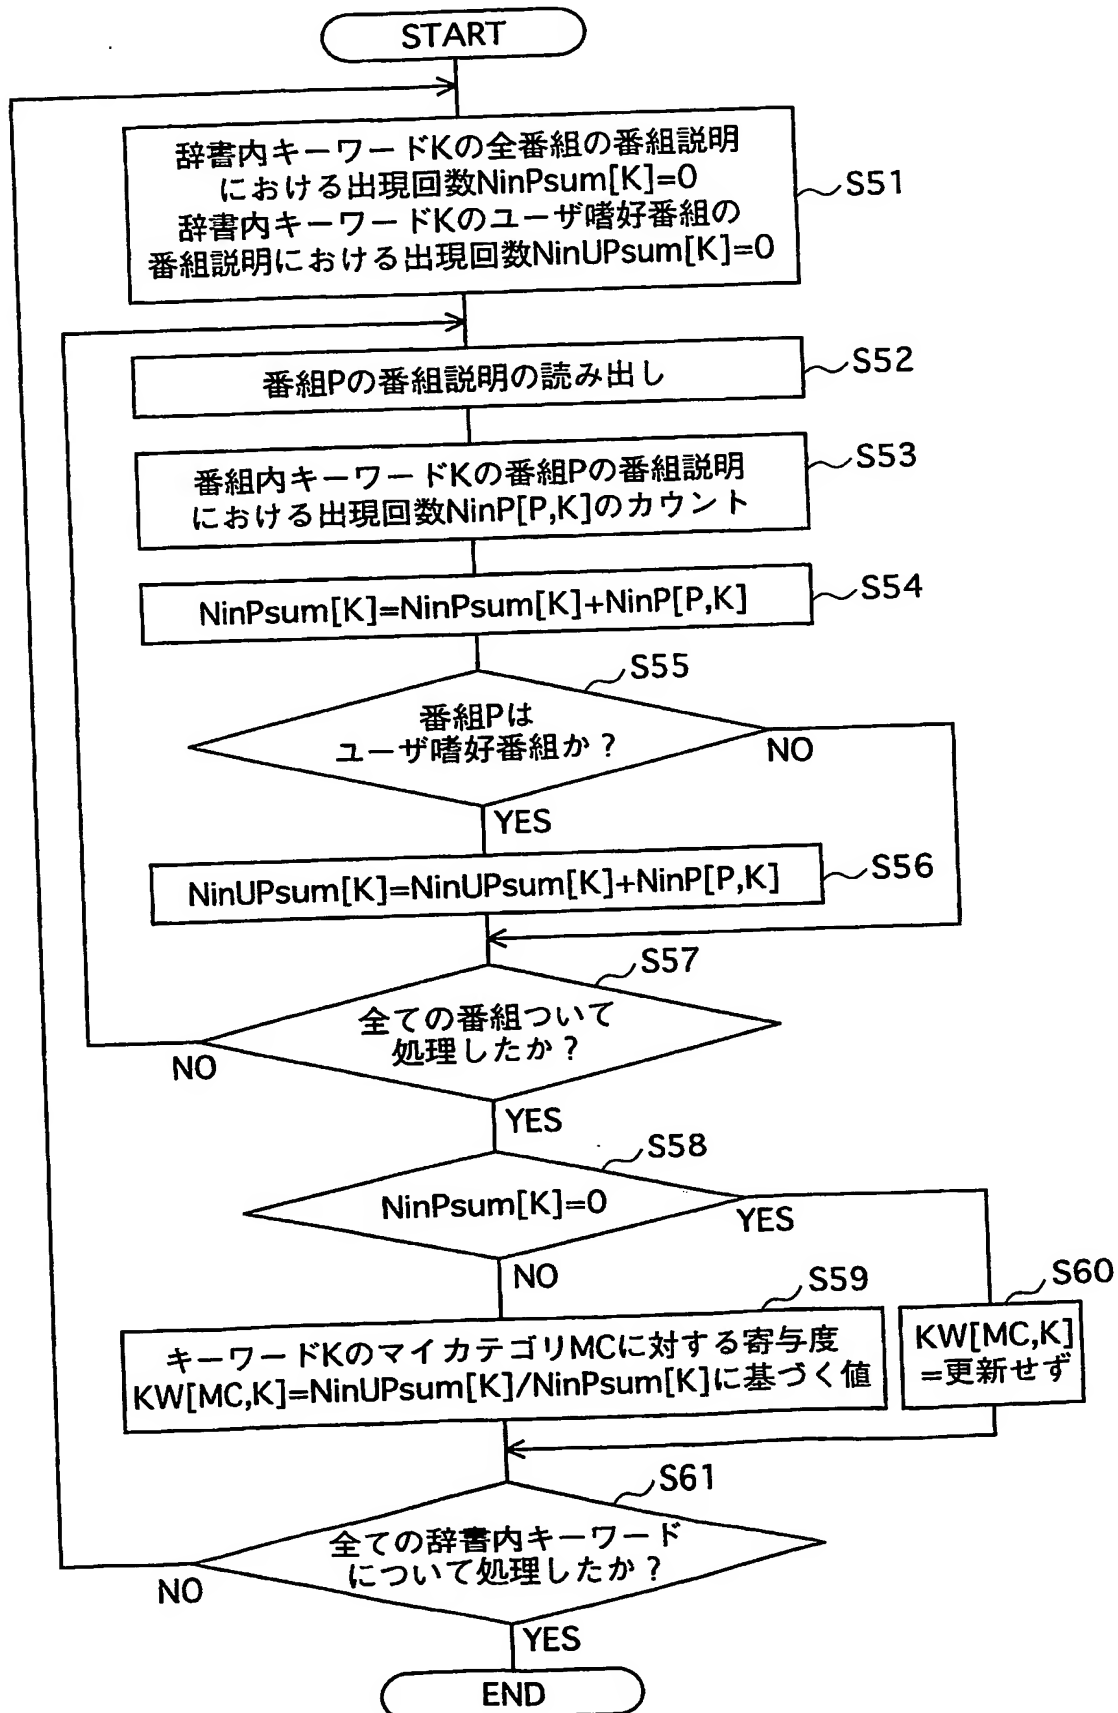 START
辞書内キーワードKの全番組の番組説明
における出現回数NinPsum[K]=0
辞書内キーワードKのユーザ嗜好番組の
番組説明における出現回数NinUPsum[K]=0
S51
番組Pの番組説明の読み出し
S52
番組内キーワードKの番組Pの番組説明
における出現回数NinP[P,K]のカウント
S53
NinPsum[K]=NinPsum[K]+NinP[P,K]
S54
S55
番組Pは
ユーザ嗜好番組か？
NO
YES
NinUPsum[K]=NinUPsum[K]+NinP[P,K]
S56
S57
全ての番組ついて
処理したか？
NO
YES
S58
NinPsum[K]=0
YES
NO
S59
キーワードKのマイカテゴリMCに対する寄与度
KW[MC,K]=NinUPsum[K]/NinPsum[K]に基づく値
S60
KW[MC,K]
=更新せず
S61
全ての辞書内キーワード
について処理したか？
NO
YES
END